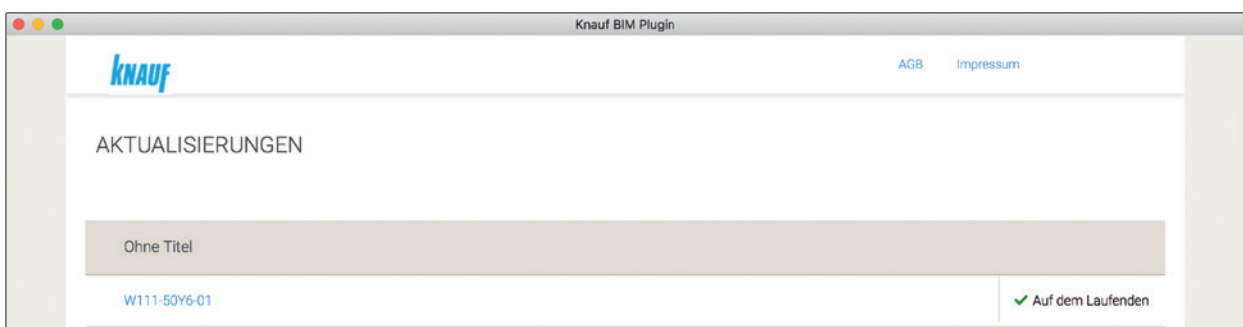 Knauf BIM Plugin
KNAUF
AGB Impressum
AKTUALISIERUNGEN
Ohne Titel
W111-50Y6-01
Auf dem Laufenden